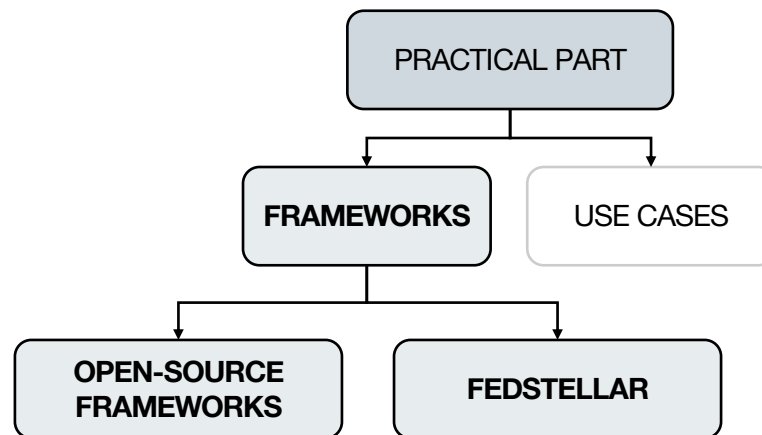 PRACTICAL PART
FRAMEWORKS
USE CASES
OPEN-SOURCE
FRAMEWORKS
FEDSTELLAR